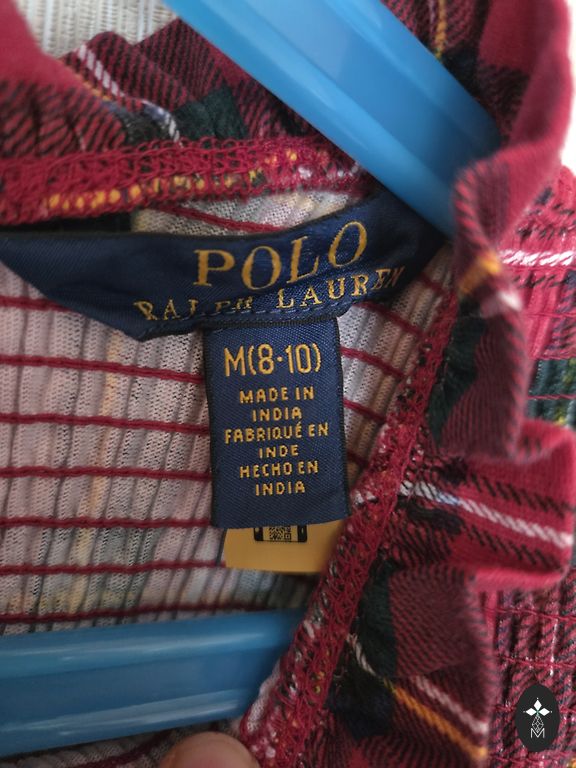 POLO
RALPH LAUREN
M(8-10)
MADE IN
INDIA
FABRIQUÉ EN
INDE
HECHO EN
INDIA
M